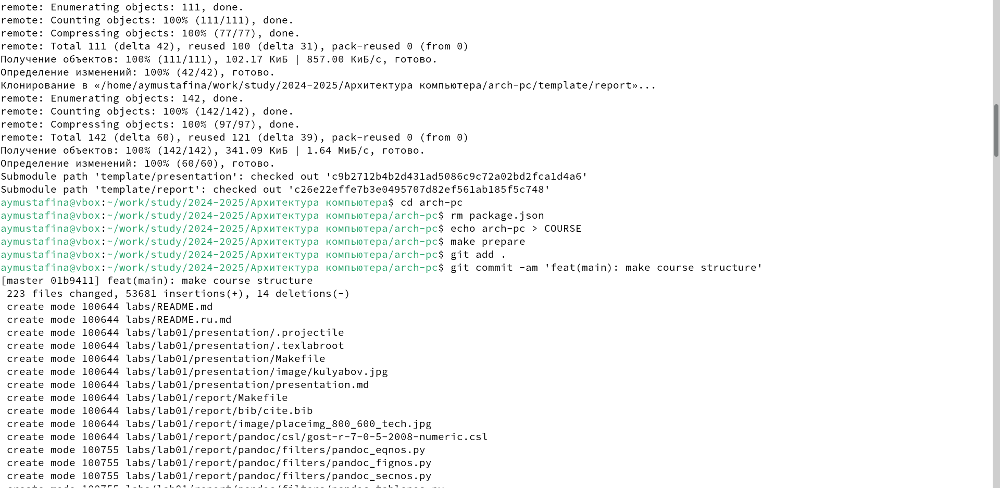 remote: Enumerating objects: 111, done.
remote: Counting objects: 100% (111/111), done.
remote: Compressing objects: 100% (77/77), done.
remote: Total 111 (delta 42), reused 100 (delta 31), pack-reused 0 (from 0)
Получение объектов: 100% (111/111), 102.17 КиБ | 857.00 КиБ/с, готово.
Определение изменений: 100% (42/42), готово.
Клонирование в «/home/aymustafina/work/study/2024-2025/Архитектура компьютера/arch-pc/template/report»...
remote: Enumerating objects: 142, done.
remote: Counting objects: 100% (142/142), done.
remote: Compressing objects: 100% (97/97), done.
remote: Total 142 (delta 60), reused 121 (delta 39), pack-reused 0 (from 0)
Получение объектов: 100% (142/142), 341.09 КиБ | 1.64 МиБ/с, готово.
Определение изменений: 100% (60/60), готово.
Submodule path 'template/presentation': checked out 'c9b2712b4b2d431ad5086c9c72a02bd2fca1d4a6'
Submodule path 'template/report': checked out 'c26e22effe7b3e0495707d82ef561ab185f5c748'
aymustafina@vbox:~/work/study/2024-2025/Архитектура компьютера$ cd arch-pc
aymustafina@vbox:~/work/study/2024-2025/Архитектура компьютера/arch-pc$ rm package.json
aymustafina@vbox:~/work/study/2024-2025/Архитектура компьютера/arch-pc$ echo arch-pc > COURSE
aymustafina@vbox:~/work/study/2024-2025/Архитектура компьютера/arch-pc$ make prepare
aymustafina@vbox:~/work/study/2024-2025/Архитектура компьютера/arch-pc$ git add .
aymustafina@vbox:~/work/study/2024-2025/Архитектура компьютера/arch-pc$ git commit -am 'feat(main): make course structure'
[master 01b9411] feat(main): make course structure
 223 files changed, 53681 insertions(+), 14 deletions(-)
 create mode 100644 labs/README.md
 create mode 100644 labs/README.ru.md
 create mode 100644 labs/lab01/presentation/.projectile
 create mode 100644 labs/lab01/presentation/.texlabroot
 create mode 100644 labs/lab01/presentation/Makefile
 create mode 100644 labs/lab01/presentation/image/kulyabov.jpg
 create mode 100644 labs/lab01/presentation/presentation.md
 create mode 100644 labs/lab01/report/Makefile
 create mode 100644 labs/lab01/report/bib/cite.bib
 create mode 100644 labs/lab01/report/image/placeimg_800_600_tech.jpg
 create mode 100644 labs/lab01/report/pandoc/csl/gost-r-7-0-5-2008-numeric.csl
 create mode 100755 labs/lab01/report/pandoc/filters/pandoc_eqnos.py
 create mode 100755 labs/lab01/report/pandoc/filters/pandoc_fignos.py
 create mode 100755 labs/lab01/report/pandoc/filters/pandoc_secnos.py